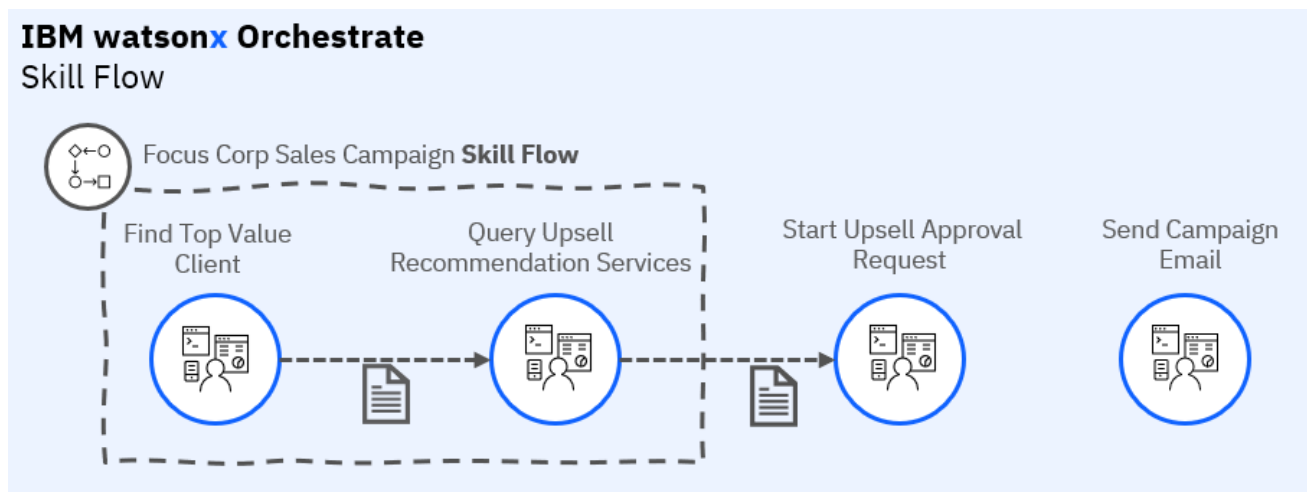 IBM watsonx Orchestrate
Skill Flow
Focus Corp Sales Campaign Skill Flow
Find Top Value
Client
Query Upsell
Recommendation Services
Start Upsell Approval
Request
Send Campaign
Email